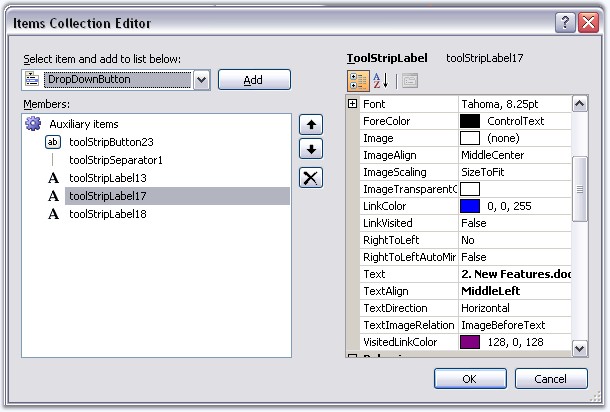 Items Collection Editor
Select item and add to list below:
DropDownButton
Add
Members:
Auxiliary items
ab toolStripButton23
toolStripSeparator1
A toolStripLabel13
A toolStripLabel17
A toolStripLabel18
ToolStripLabel toolStripLabel17
Font Tahoma, 8.25pt
ForeColor ControlText
Image (none)
ImageAlign MiddleCenter
ImageScaling SizeToFit
ImageTransparentC
LinkColor 0, 0, 255
LinkVisited False
RightToLeft No
RightToLeftAutoMir False
Text 2. New Features.doc
TextAlign MiddleLeft
TextDirection Horizontal
TextImageRelation ImageBeforeText
VisitedLinkColor 128, 0, 128
OK Cancel